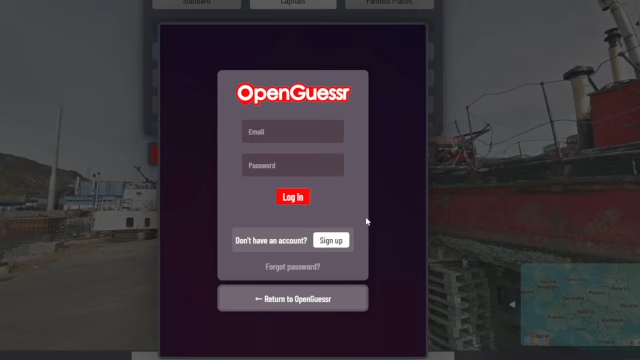 Standard
Capitals
Famous Places
OpenGuessr
Email
Password
Log in
Don't have an account?
Sign up
Forgot password?
← Return to OpenGuessr